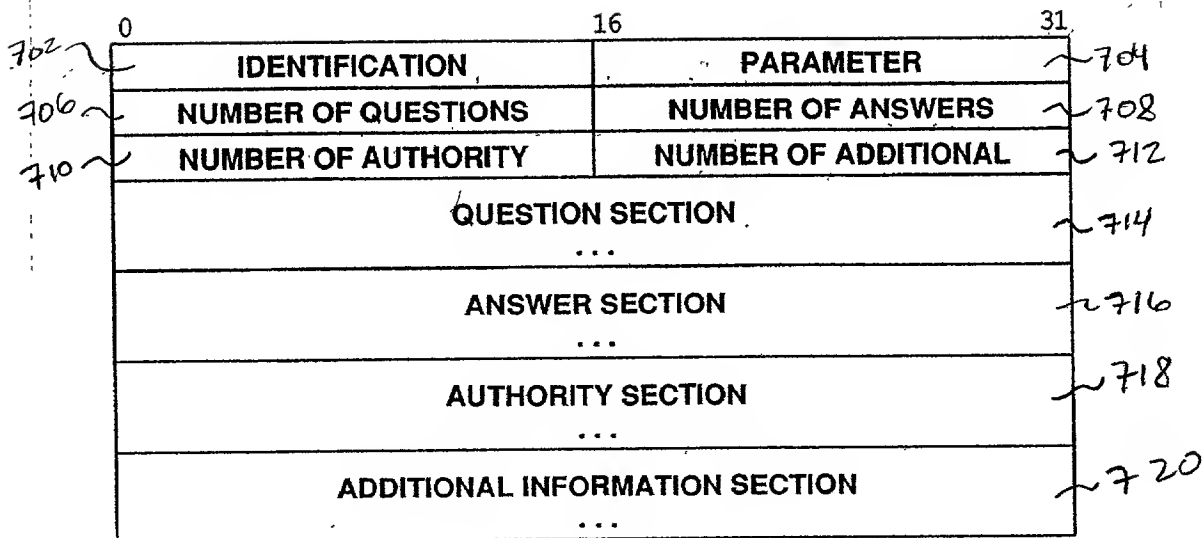 0 16 31
702 IDENTIFICATION PARAMETER 704
706 NUMBER OF QUESTIONS NUMBER OF ANSWERS 708
710 NUMBER OF AUTHORITY NUMBER OF ADDITIONAL 712
QUESTION SECTION 714
...
ANSWER SECTION 716
...
AUTHORITY SECTION 718
...
ADDITIONAL INFORMATION SECTION 720
...